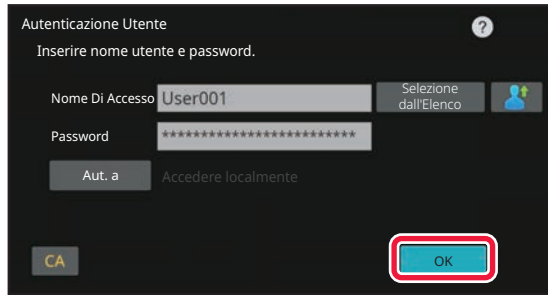 Autenticazione Utente
?
Inserire nome utente e password.
Nome Di Accesso User001 Selezione dall'Elenco
Password **************************
Aut. a Accedere localmente
CA OK